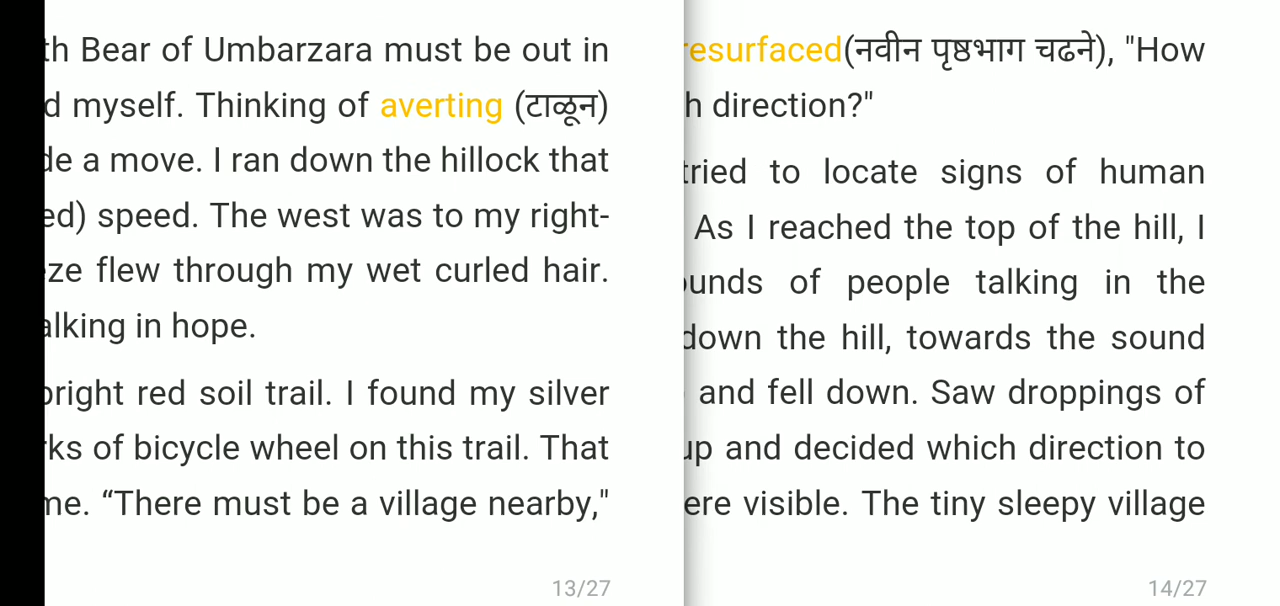 th Bear of Umbarzara must be out in
d myself. Thinking of averting (टाळून)
de a move. I ran down the hillock that
ed) speed. The west was to my right-
ze flew through my wet curled hair.
alking in hope.
bright red soil trail. I found my silver
rks of bicycle wheel on this trail. That
me. “There must be a village nearby,"
13/27
resurfaced(नवीन पृष्ठभाग चढने), "How
h direction?"
tried to locate signs of human
As I reached the top of the hill, I
ounds of people talking in the
down the hill, towards the sound
and fell down. Saw droppings of
up and decided which direction to
ere visible. The tiny sleepy village
14/27